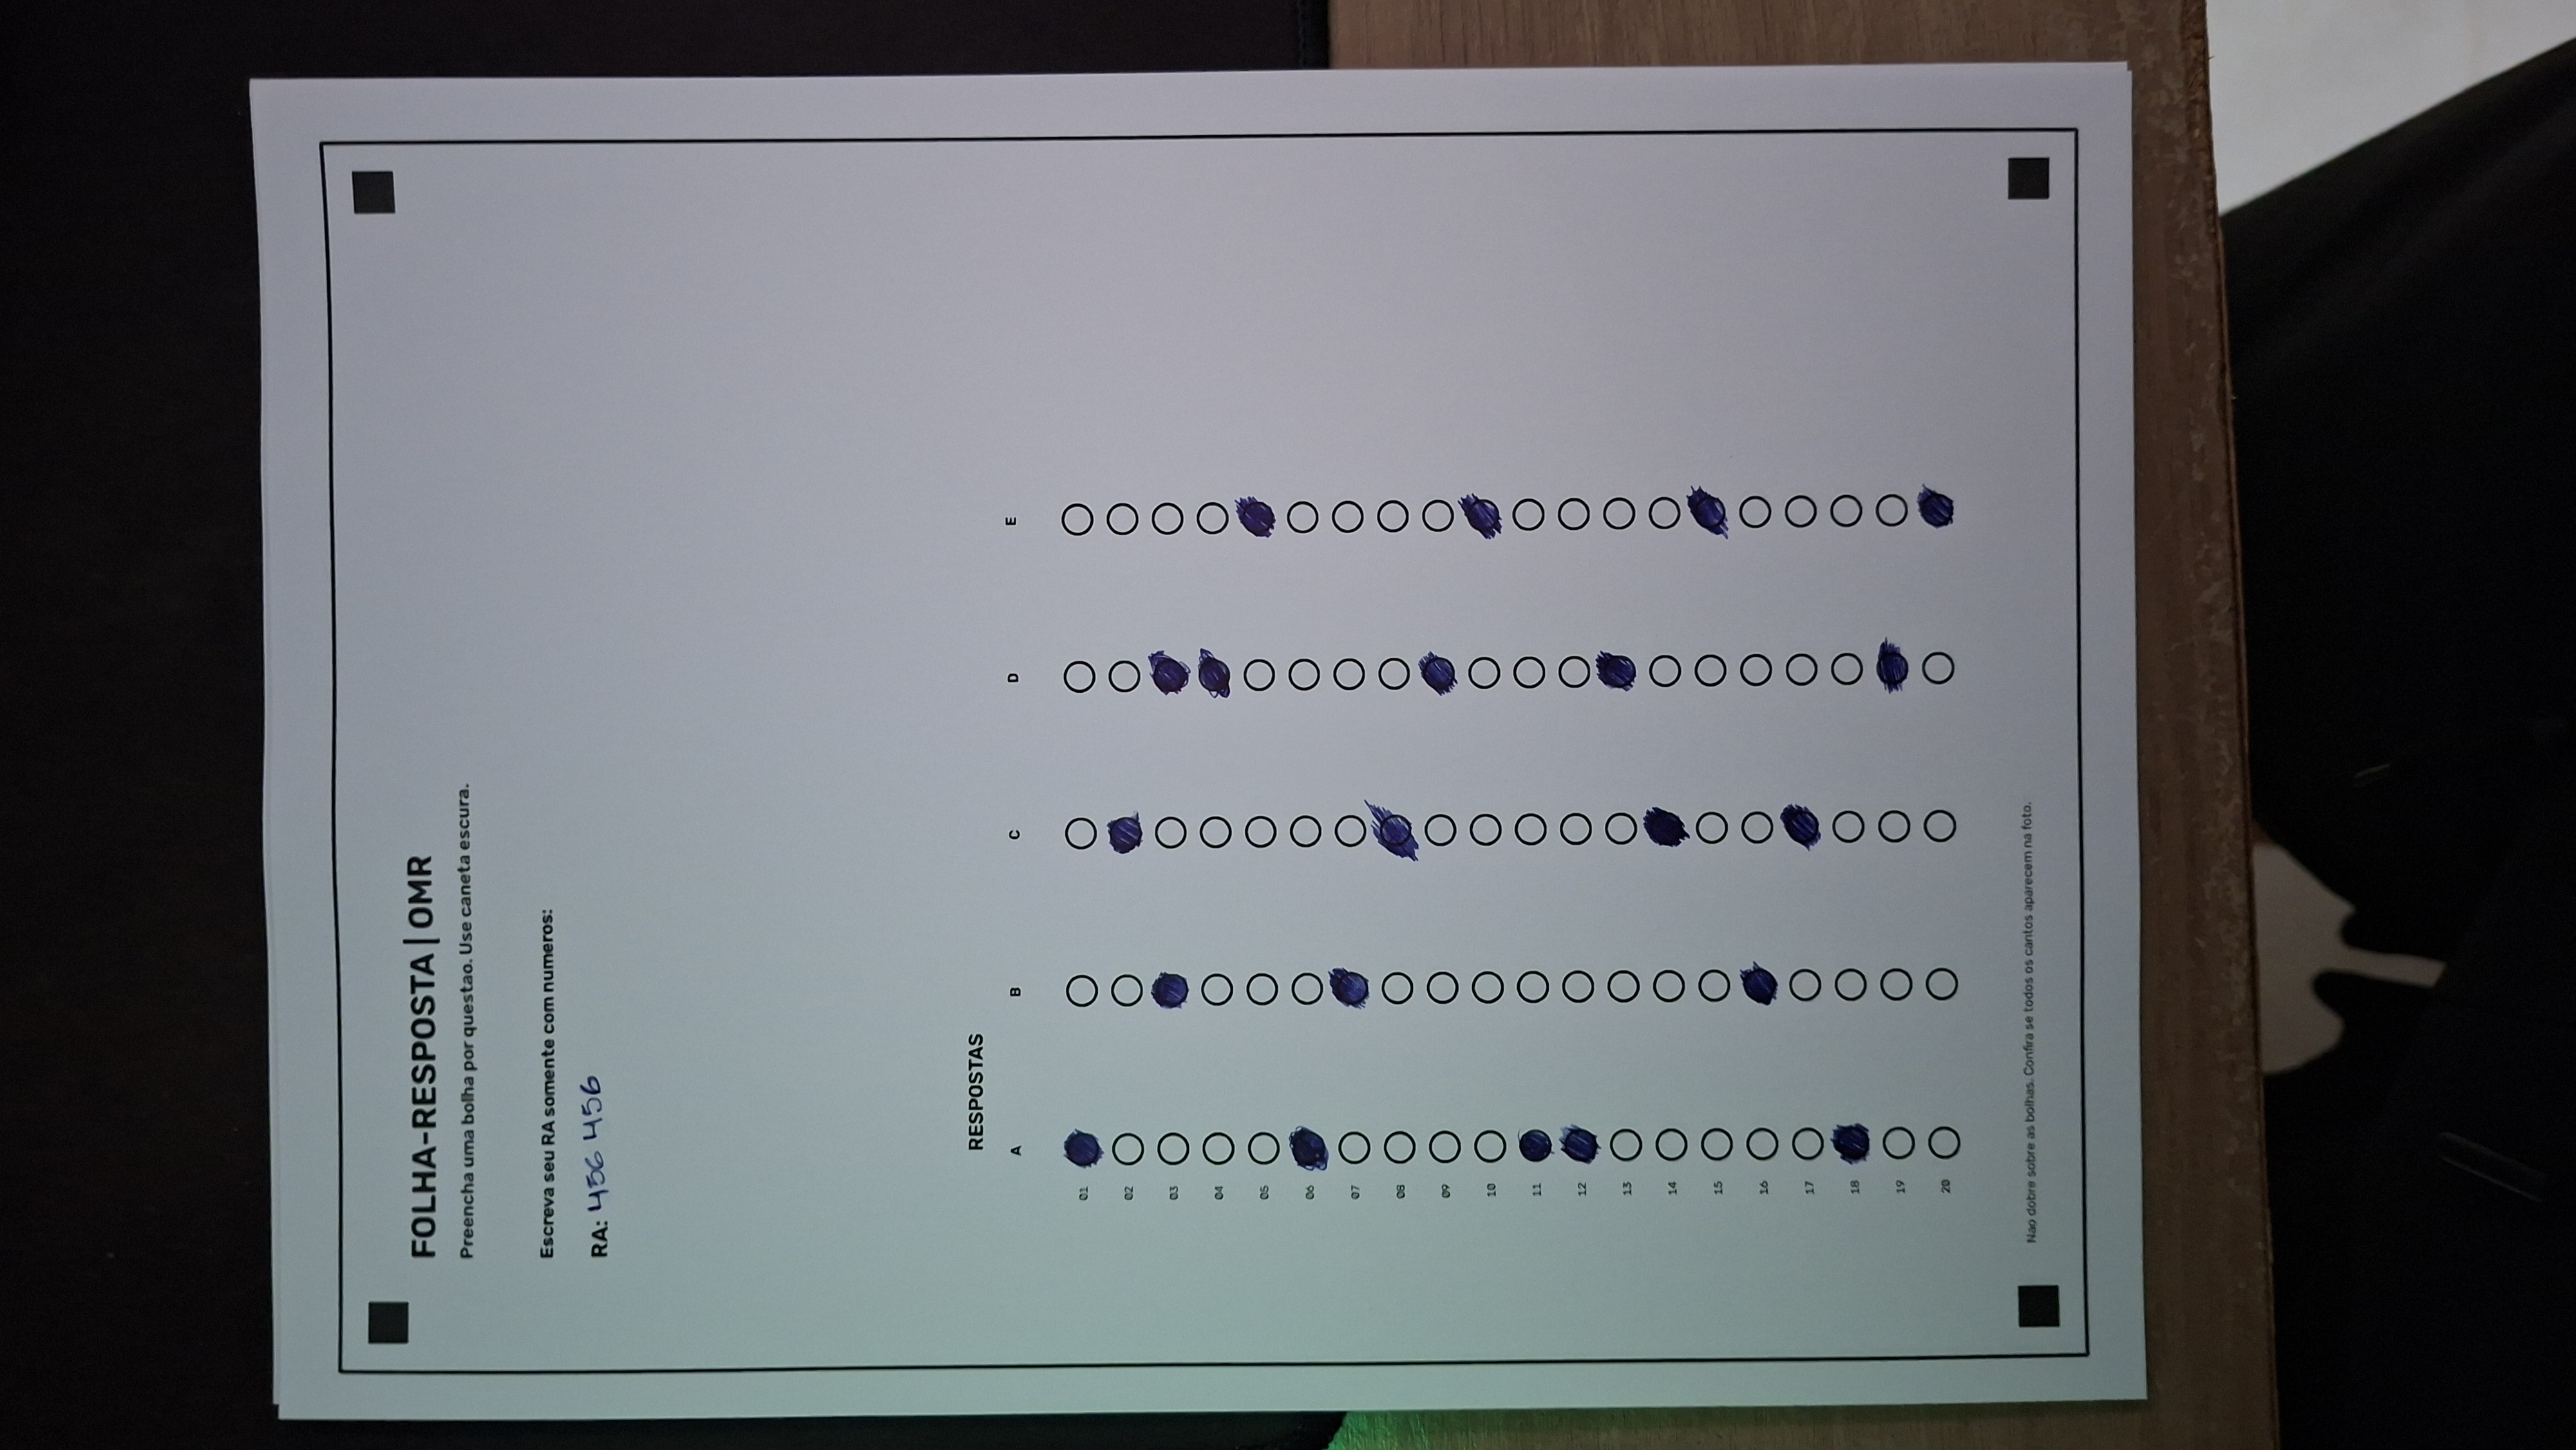 FOLHA-RESPOSTA | OMR
Preencha uma bolha por questao. Use caneta escura.
Escreva seu RA somente com numeros:
RA: 456 456
RESPOSTAS
A B C D E
01
02
03
04
05
06
07
08
09
10
11
12
13
14
15
16
17
18
19
20
Nao dobre sobre as bolhas. Confira se todos os cantos aparecem na foto.